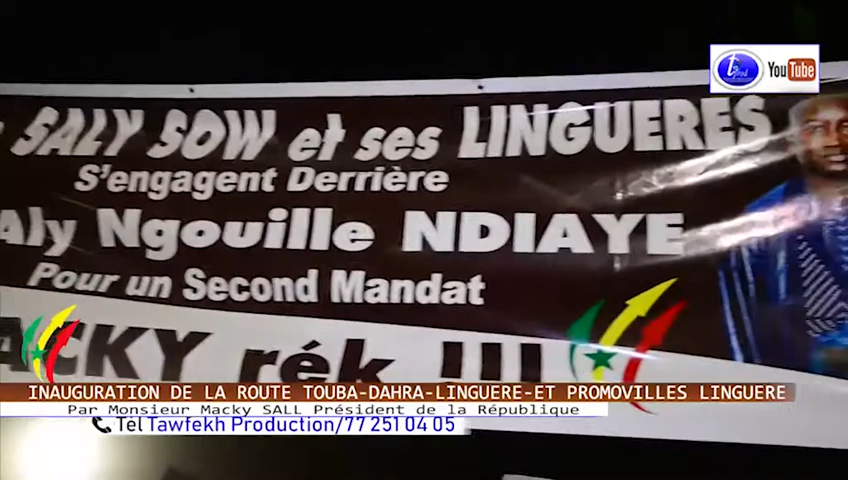 YouTube
SALY SOW et ses LINGUERES
S'engagent Derrière
Aly Ngouille NDIAYE
Pour un Second Mandat
ACKY rék !!!
INAUGURATION DE LA ROUTE TOUBA-DAHRA-LINGUERE-ET PROMOVILLES LINGUERE
Par Monsieur Macky SALL Président de la République
Tél Tawfekh Production/77 251 04 05